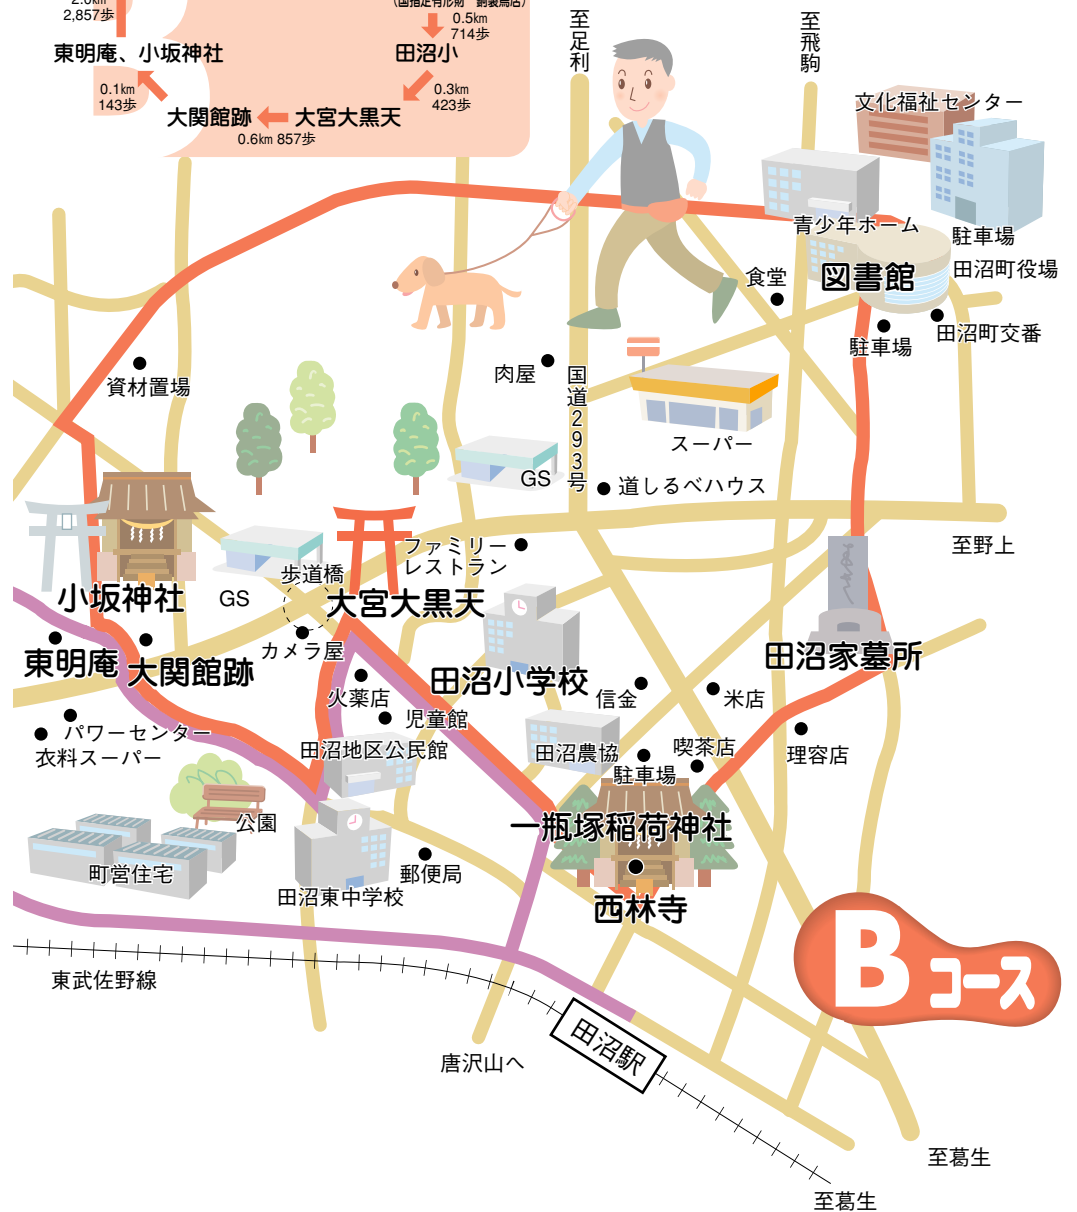 2.0km
2,857歩
(国指定有形財 銅製鳥居)
0.5km
714歩
東明庵、小坂神社
田沼小
0.1km
143歩
0.3km
423歩
大関館跡
大宮大黒天
0.6km 857歩
至足利
至飛駒
文化福祉センター
青少年ホーム
駐車場
図書館
田沼町役場
食堂
駐車場
田沼町交番
資材置場
肉屋
国道293号
スーパー
GS
道しるべハウス
ファミリー
レストラン
至野上
歩道橋
小坂神社
GS
大宮大黒天
カメラ屋
東明庵
大関館跡
田沼小学校
田沼家墓所
火薬店
信金
米店
児童館
パワーセンター
衣料スーパー
田沼地区公民館
田沼農協
駐車場
喫茶店
理容店
公園
一瓶塚稲荷神社
町営住宅
郵便局
田沼東中学校
西林寺
Bコース
東武佐野線
田沼駅
唐沢山へ
至葛生
至葛生